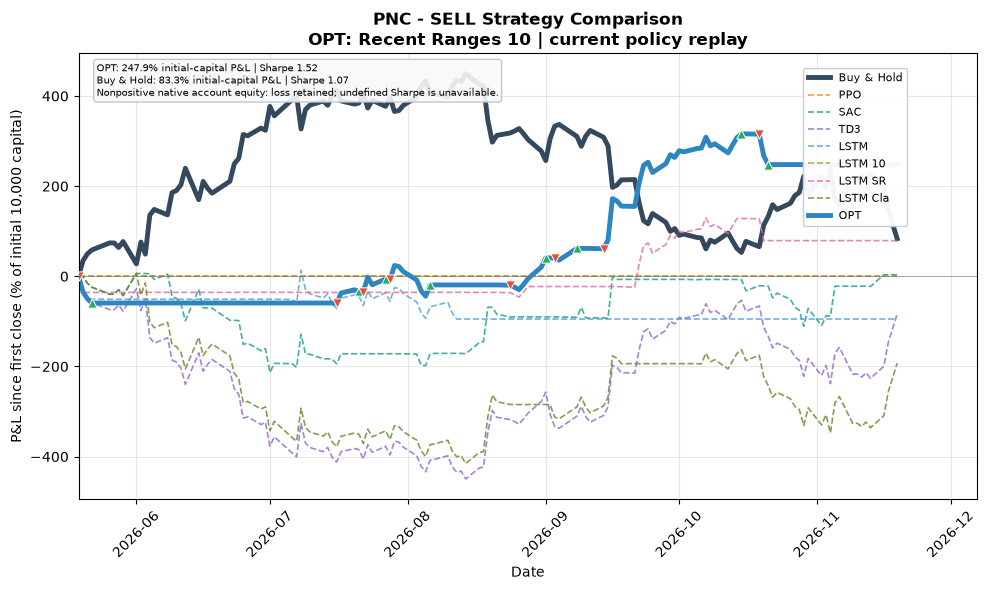 PNC - SELL Strategy Comparison
OPT: Recent Ranges 10 | current policy replay
OPT: 247.9% initial-capital P&L | Sharpe 1.52
Buy & Hold: 83.3% initial-capital P&L | Sharpe 1.07
Nonpositive native account equity: loss retained; undefined Sharpe is unavailable.
Buy & Hold
PPO
SAC
TD3
LSTM
LSTM 10
LSTM SR
LSTM Cla
OPT
P&L since first close (% of initial 10,000 capital)
400
200
0
−200
−400
2026-06
2026-07
2026-08
2026-09
2026-10
2026-11
2026-12
Date